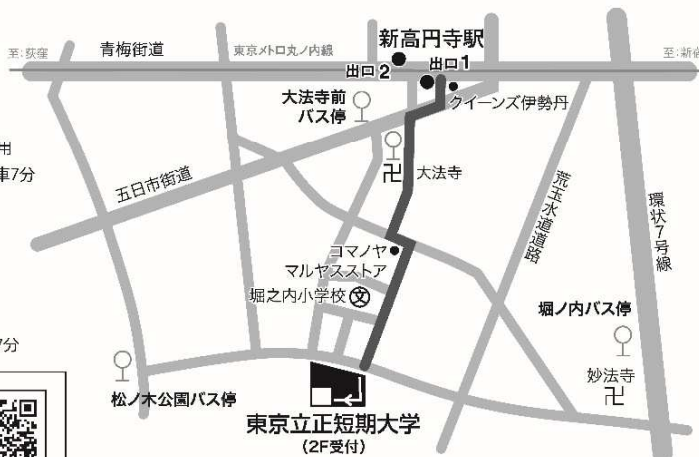 新高円寺駅
至:荻窪
青梅街道
東京メトロ丸ノ内線
出口2
出口1
大法寺前
バス停
クイーンズ伊勢丹
用
車7分
五日市街道
大法寺
荒玉水道道路
環状7号線
コマノヤ
マルヤスストア
堀之内小学校
文
堀ノ内バス停
7分
松ノ木公園バス停
妙法寺
東京立正短期大学
(2F受付)